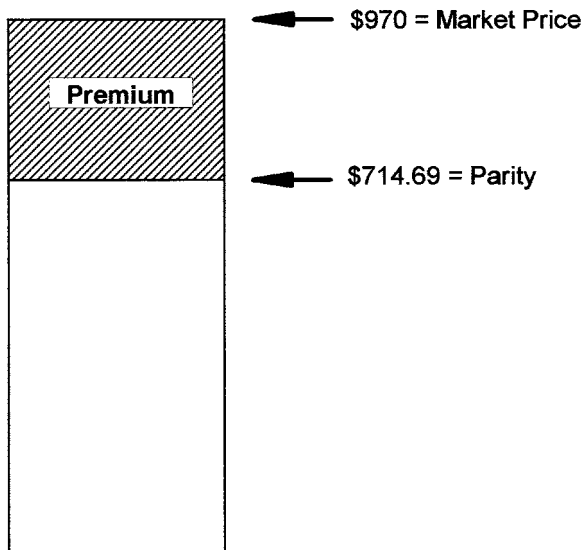 $970 = Market Price
Premium
$714.69 = Parity